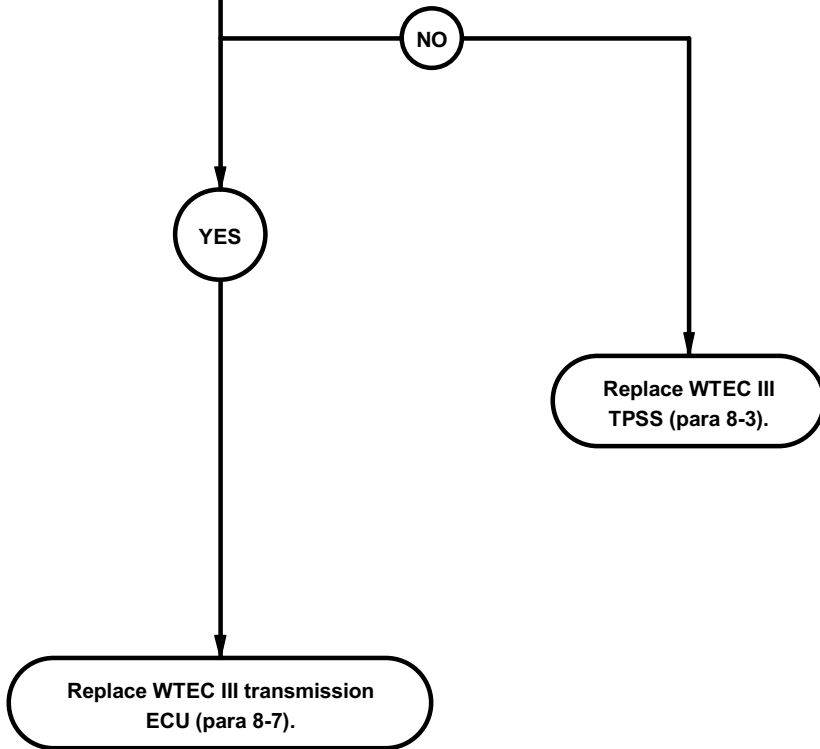 NO
YES
Replace WTEC III
TPSS (para 8-3).
Replace WTEC III transmission
ECU (para 8-7).